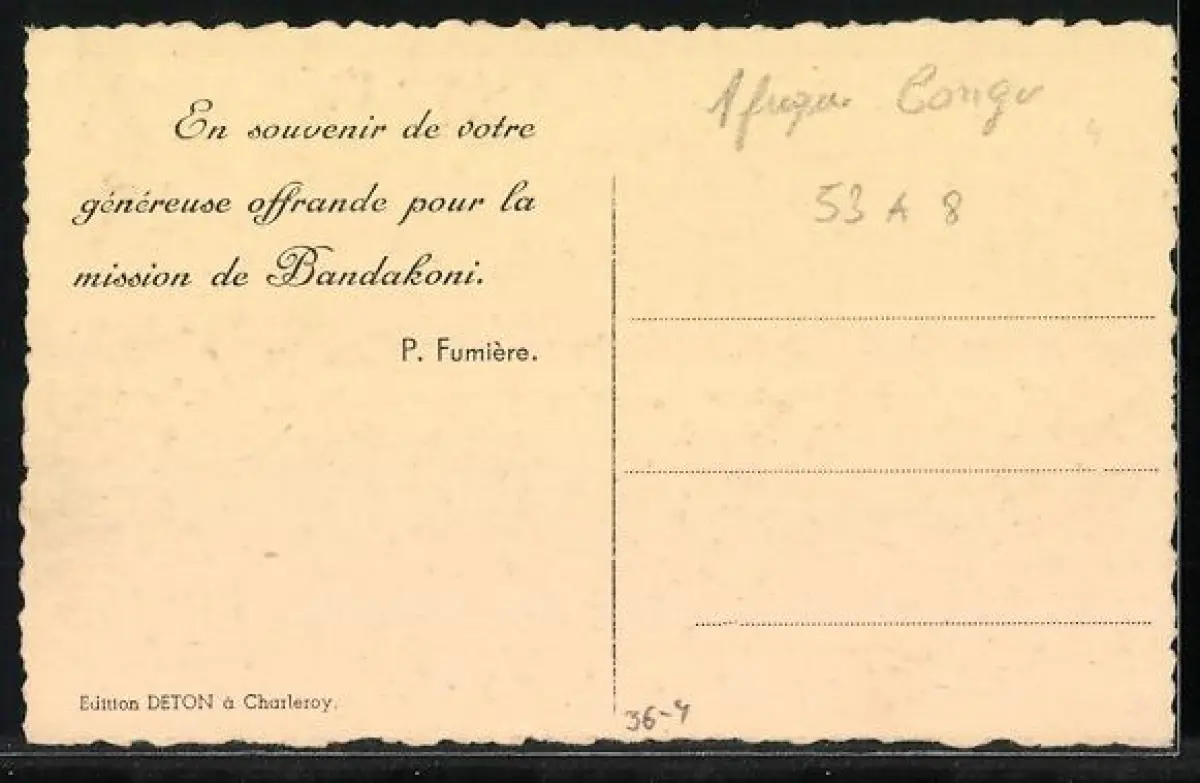 En souvenir de votre
généreuse offrande pour la
mission de Bandakoni.
P. Fumière.
Edition DETON à Charleroy.
Afrique Congo
53 A 8
36-4